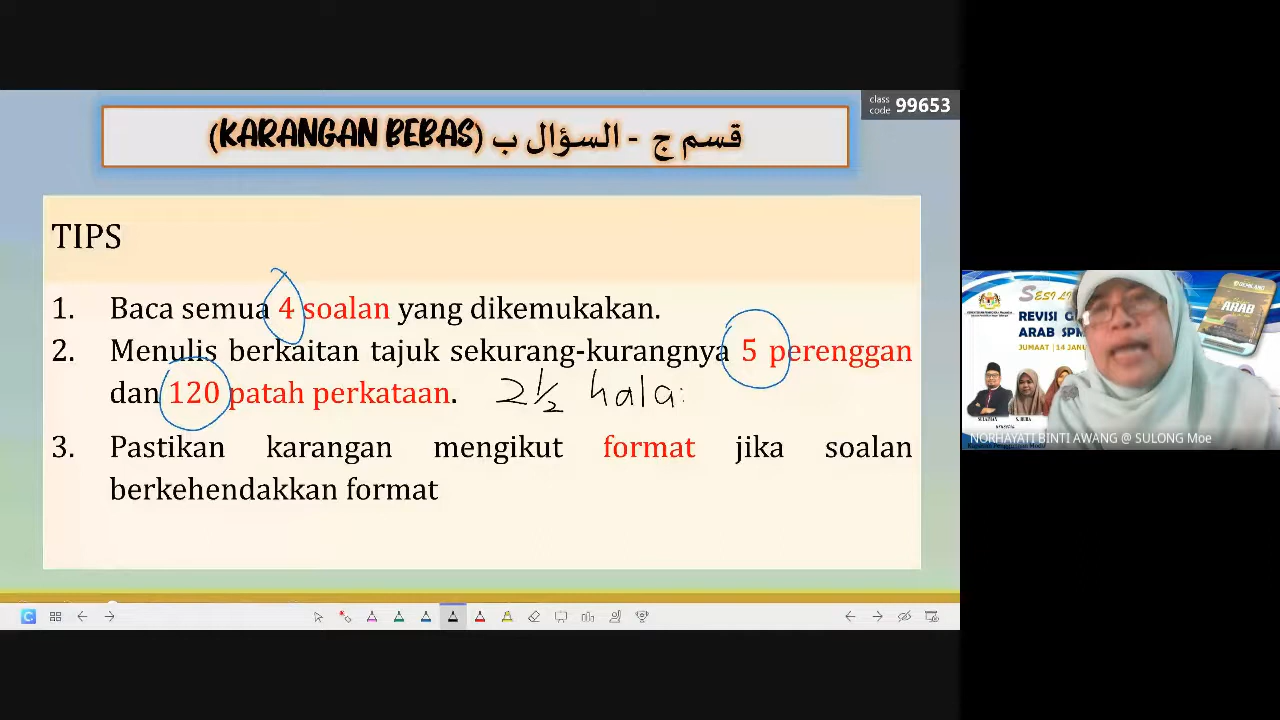 class code 99653
قسم ج - السؤال ب (KARANGAN BEBAS)
TIPS
1. Baca semua 4 soalan yang dikemukakan.
2. Menulis berkaitan tajuk sekurang-kurangnya 5 perenggan
dan 120 patah perkataan. 2½ hala:
3. Pastikan karangan mengikut format jika soalan
berkehendakkan format
SESI LI
REVISI
ARAB SPM
JUMAAT | 14 JANU
ARAB
NORHAYATI BINTI AWANG @ SULONG Moe